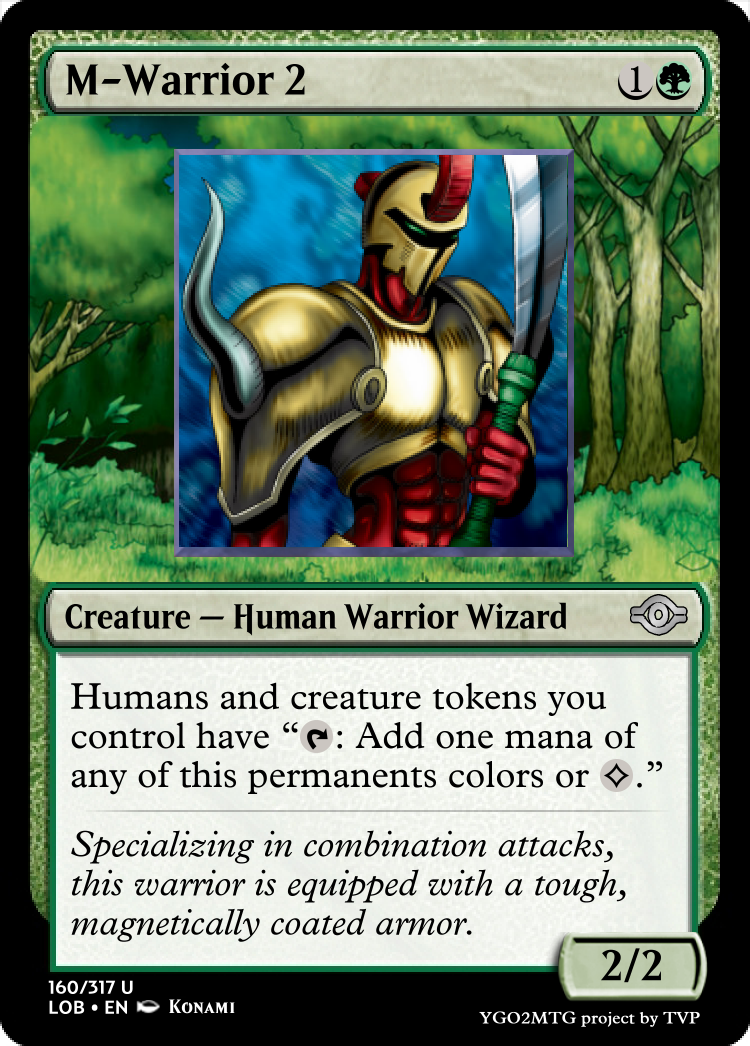 M-Warrior 2
1
Creature — Human Warrior Wizard
Humans and creature tokens you
control have “: Add one mana of
any of this permanents colors or .”
Specializing in combination attacks,
this warrior is equipped with a tough,
magnetically coated armor.
2/2
160/317 U
LOB • EN Konami
YGO2MTG project by TVP